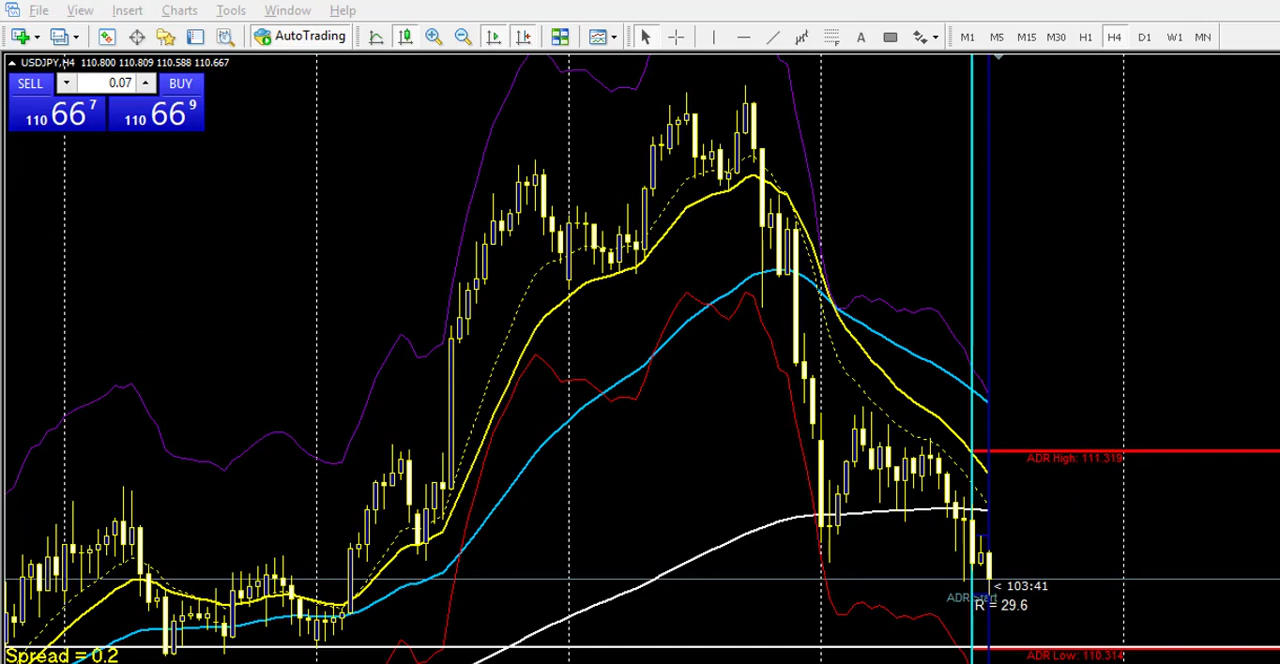 File View Insert Charts Tools Window Help
AutoTrading A M1 M5 M15 M30 H1 H4 D1 W1 MN
USDJPY,H4 110.800 110.809 110.588 110.667
SELL 0.07 BUY
110 66 7 110 66 9
ADR High: 111.319
< 103:41
R = 29.6
Spread = 0.2
ADR Low: 110.314